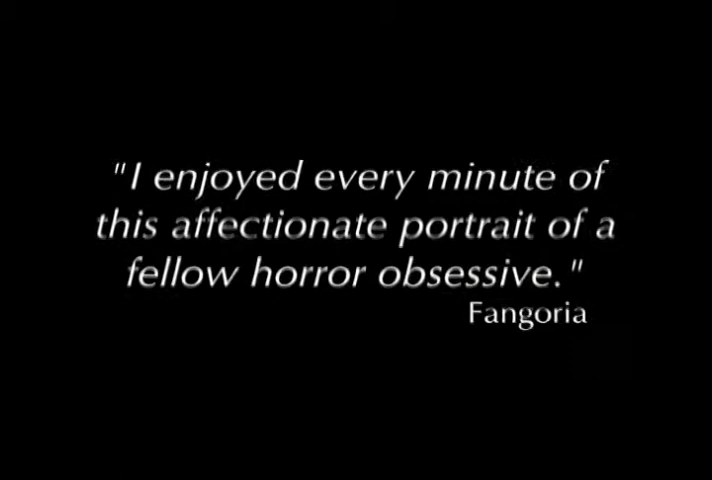 "I enjoyed every minute of
this affectionate portrait of a
fellow horror obsessive."
Fangoria